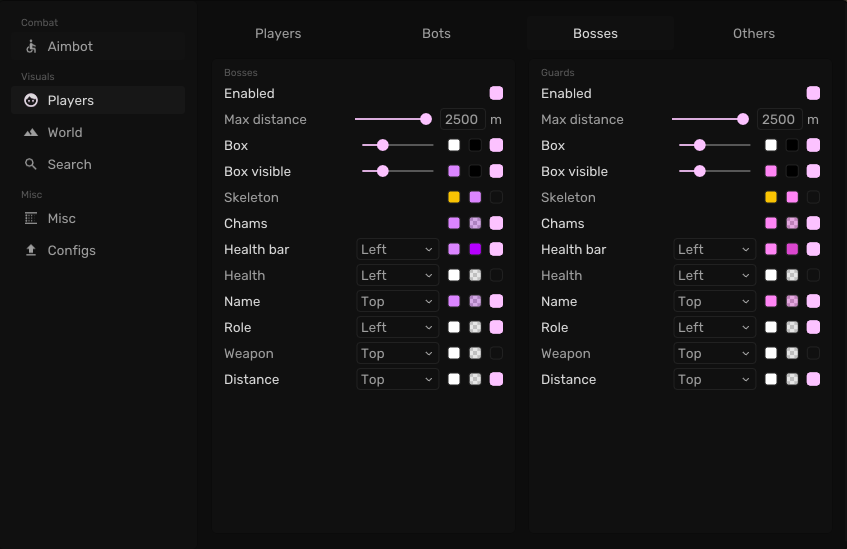 Combat
Aimbot
Visuals
Players
World
Search
Misc
Misc
Configs
Players Bots Bosses Others
Bosses
Enabled
Max distance 2500 m
Box
Box visible
Skeleton
Chams
Health bar Left
Health Left
Name Top
Role Left
Weapon Top
Distance Top
Guards
Enabled
Max distance 2500 m
Box
Box visible
Skeleton
Chams
Health bar Left
Health Left
Name Top
Role Left
Weapon Top
Distance Top